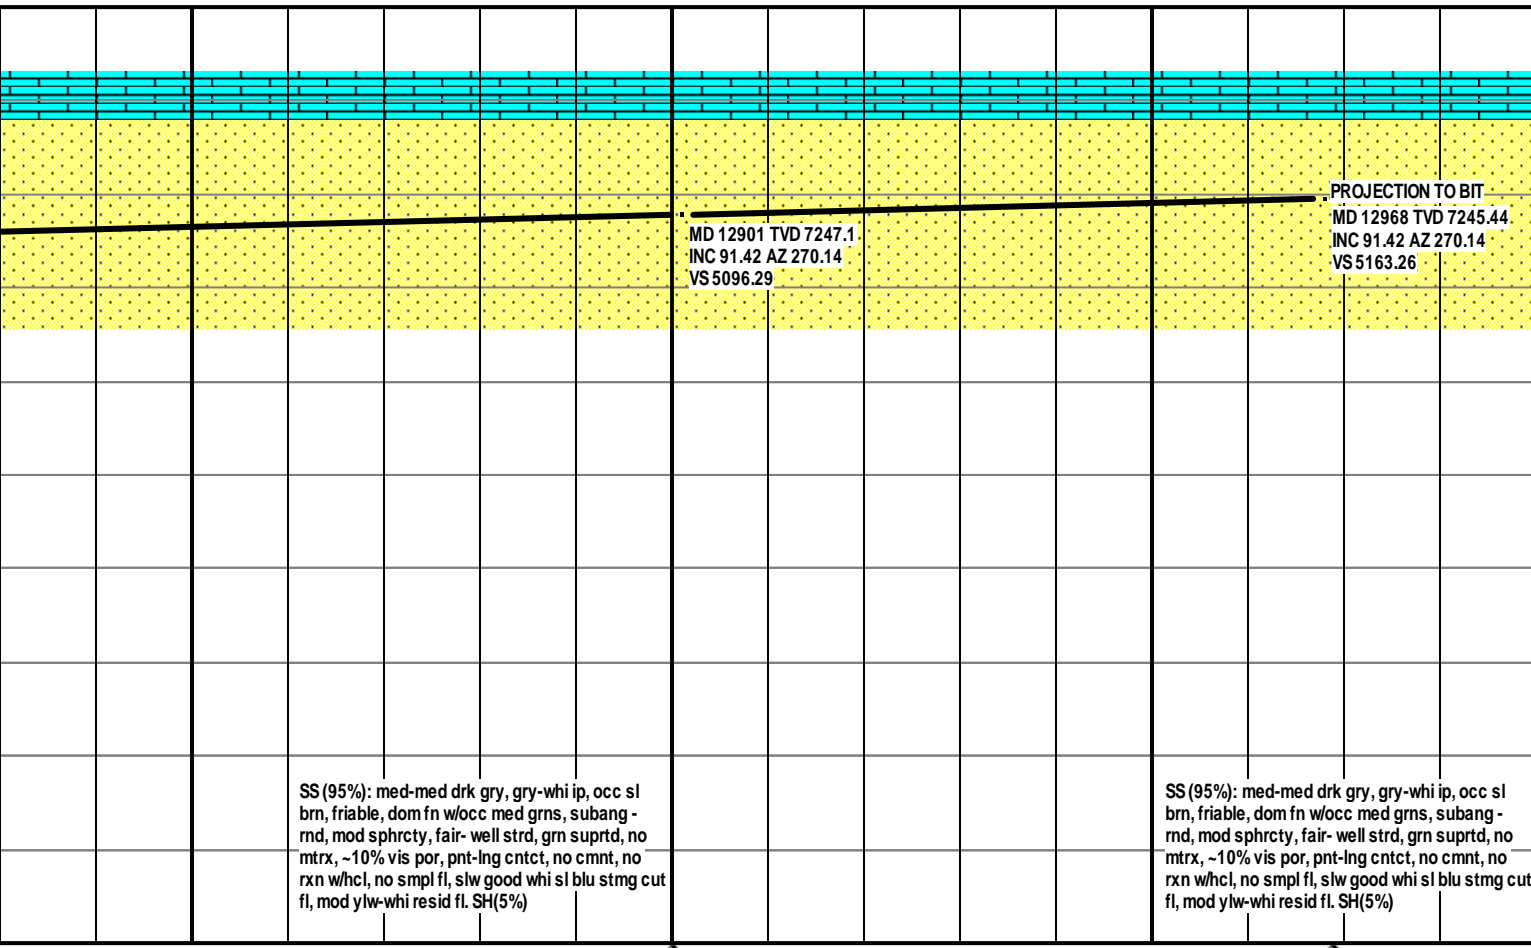 PROJECTION TO BIT
MD 12968 TVD 7245.44
INC 91.42 AZ 270.14
VS 5163.26
MD 12901 TVD 7247.1
INC 91.42 AZ 270.14
VS 5096.29
SS (95%): med-med drk gry, gry-whi ip, occ sl
brn, friable, dom fn w/occ med grns, subang -
rnd, mod sphrcty, fair- well strd, grn suprtd, no
mtrx, ~10% vis por, pnt-lng cntct, no cmnt, no
rxn w/hcl, no smpl fl, slw good whi sl blu stmg cut
fl, mod ylw-whi resid fl. SH(5%)
SS (95%): med-med drk gry, gry-whi ip, occ sl
brn, friable, dom fn w/occ med grns, subang -
rnd, mod sphrcty, fair- well strd, grn suprtd, no
mtrx, ~10% vis por, pnt-lng cntct, no cmnt, no
rxn w/hcl, no smpl fl, slw good whi sl blu stmg cut
fl, mod ylw-whi resid fl. SH(5%)